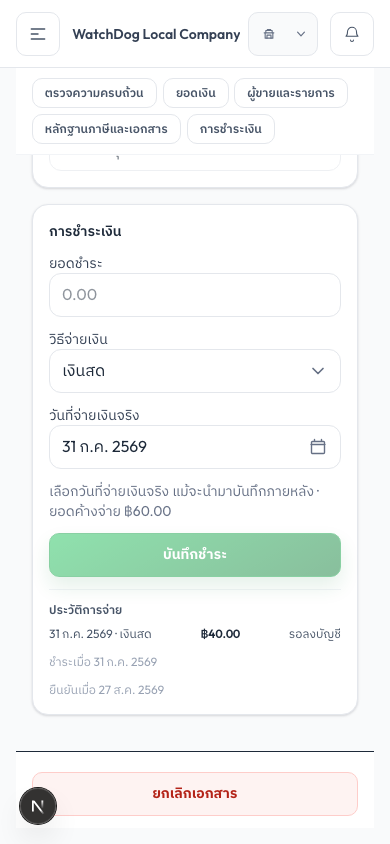 WatchDog Local Company
ตรวจความครบถ้วน
ยอดเงิน
ผู้ขายและรายการ
หลักฐานภาษีและเอกสาร
การชำระเงิน
การชำระเงิน
ยอดชำระ
0.00
วิธีจ่ายเงิน
เงินสด
วันที่จ่ายเงินจริง
31 ก.ค. 2569
เลือกวันที่จ่ายเงินจริง แม้จะนำมาบันทึกภายหลัง ·
ยอดค้างจ่าย ฿60.00
บันทึกชำระ
ประวัติการจ่าย
31 ก.ค. 2569 · เงินสด ฿40.00 รอลงบัญชี
ชำระเมื่อ 31 ก.ค. 2569
ยืนยันเมื่อ 27 ส.ค. 2569
ยกเลิกเอกสาร
N